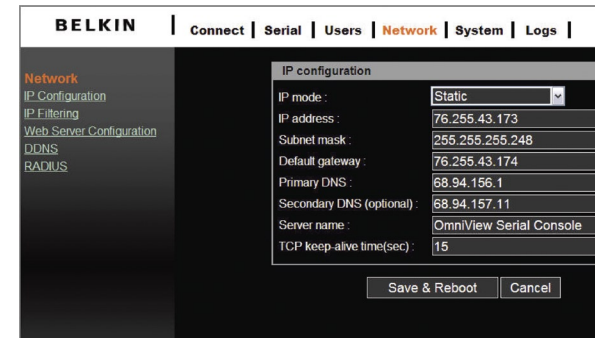 BELKIN
Connect | Serial | Users | Network | System | Logs |
Network
IP Configuration
IP Filtering
Web Server Configuration
DDNS
RADIUS
IP configuration
IP mode : Static
IP address : 76.255.43.173
Subnet mask : 255.255.255.248
Default gateway : 76.255.43.174
Primary DNS : 68.94.156.1
Secondary DNS (optional) : 68.94.157.11
Server name : OmniView Serial Console
TCP keep-alive time(sec) : 15
Save & Reboot
Cancel